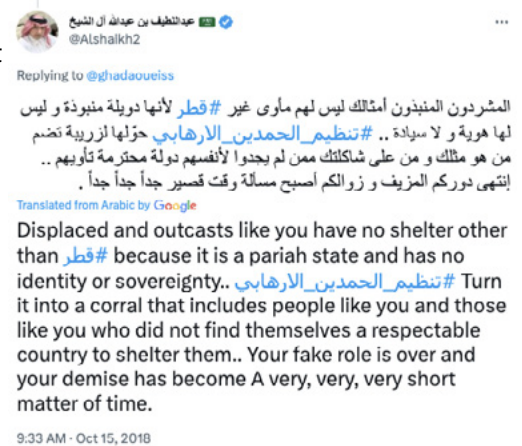 عبداللطيف بن عبدالله آل الشيخ
@Alshalkh2
Replying to @ghadaoueiss
المشردون المنبذون أمثالك ليس لهم مأوى غير #قطر لأنها دويلة منبوذة و ليس
لها هوية و لا سيادة .. #تنظيم_الحمدين_الارهابي حوّلها لزريبة تضم
من هو مثلك و من على شاكلتك ممن لم يجدوا لأنفسهم دولة محترمة تأويهم ..
إنتهى دوركم المزيف و زوالكم أصبح مسألة وقت قصير جداً جداً جداً .
Translated from Arabic by Google
Displaced and outcasts like you have no shelter other
than #قطر because it is a pariah state and has no
identity or sovereignty.. #تنظيم_الحمدين_الارهابي Turn
it into a corral that includes people like you and those
like you who did not find themselves a respectable
country to shelter them.. Your fake role is over and
your demise has become A very, very, very short
matter of time.
9:33 AM · Oct 15, 2018